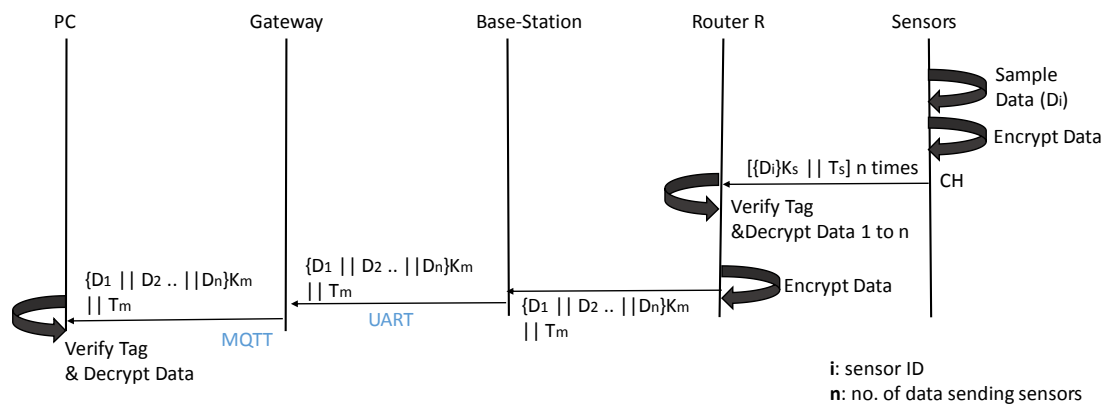 PC
Gateway
Base-Station
Router R
Sensors
Sample
Data (Di)
Encrypt Data
[{Di}Ks || Ts] n times
CH
Verify Tag
&Decrypt Data 1 to n
Encrypt Data
{D1 || D2 .. ||Dn}Km
|| Tm
{D1 || D2 .. ||Dn}Km
|| Tm
UART
{D1 || D2 .. ||Dn}Km
|| Tm
MQTT
Verify Tag
& Decrypt Data
i: sensor ID
n: no. of data sending sensors